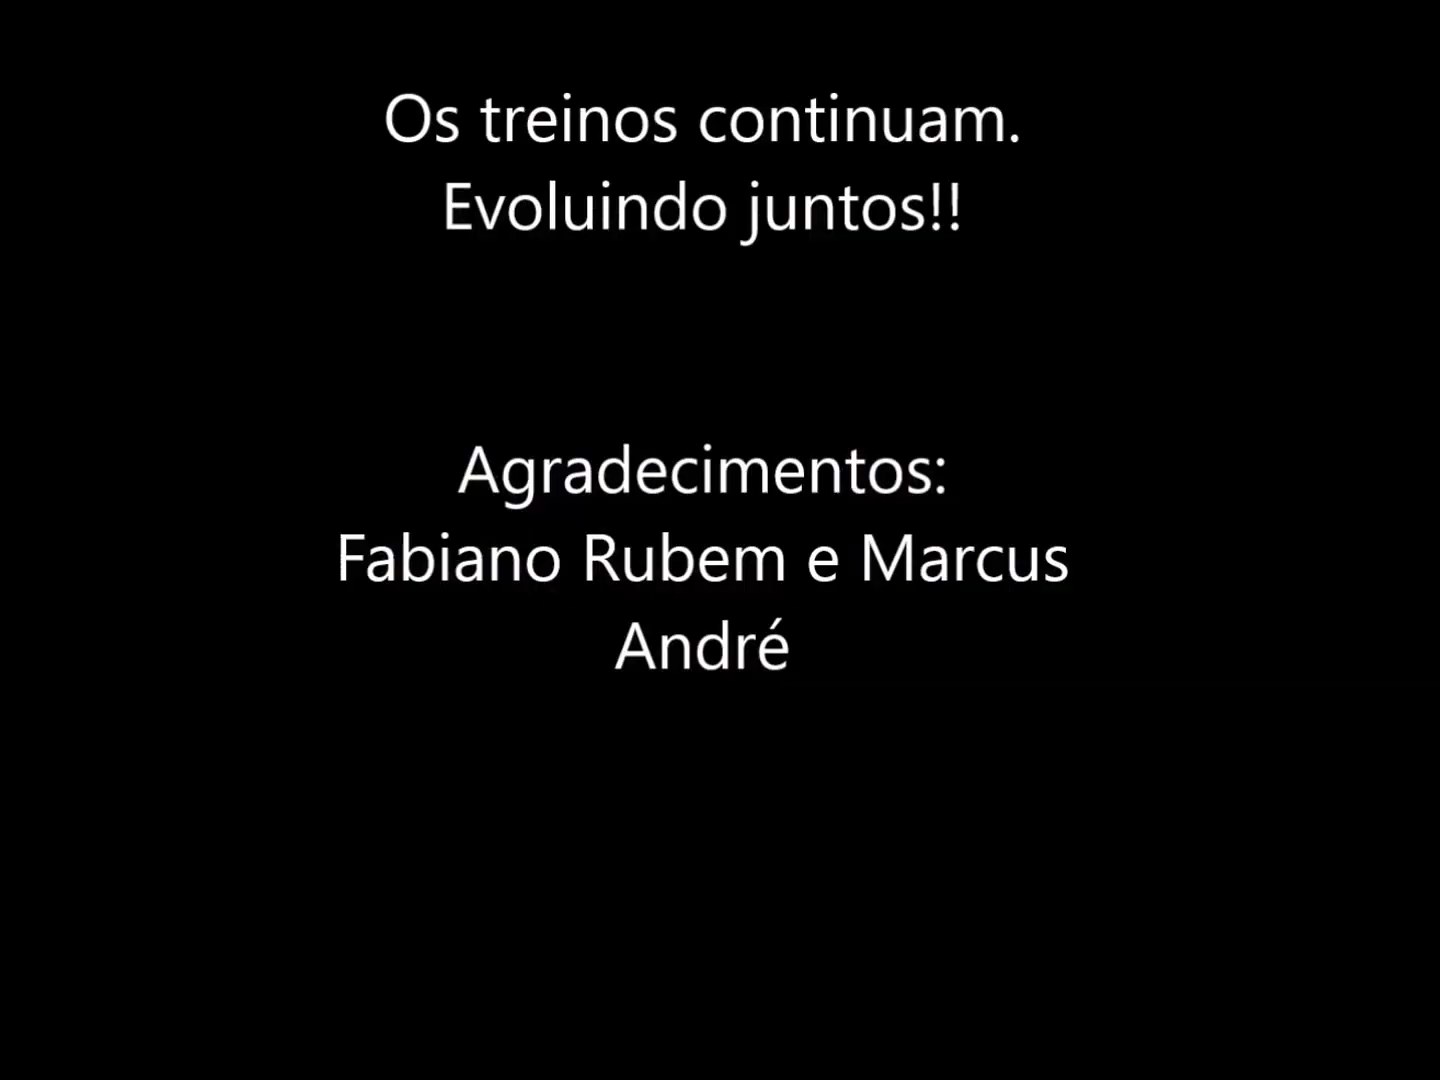 Os treinos continuam.
Evoluindo juntos!!
Agradecimentos:
Fabiano Rubem e Marcus
André